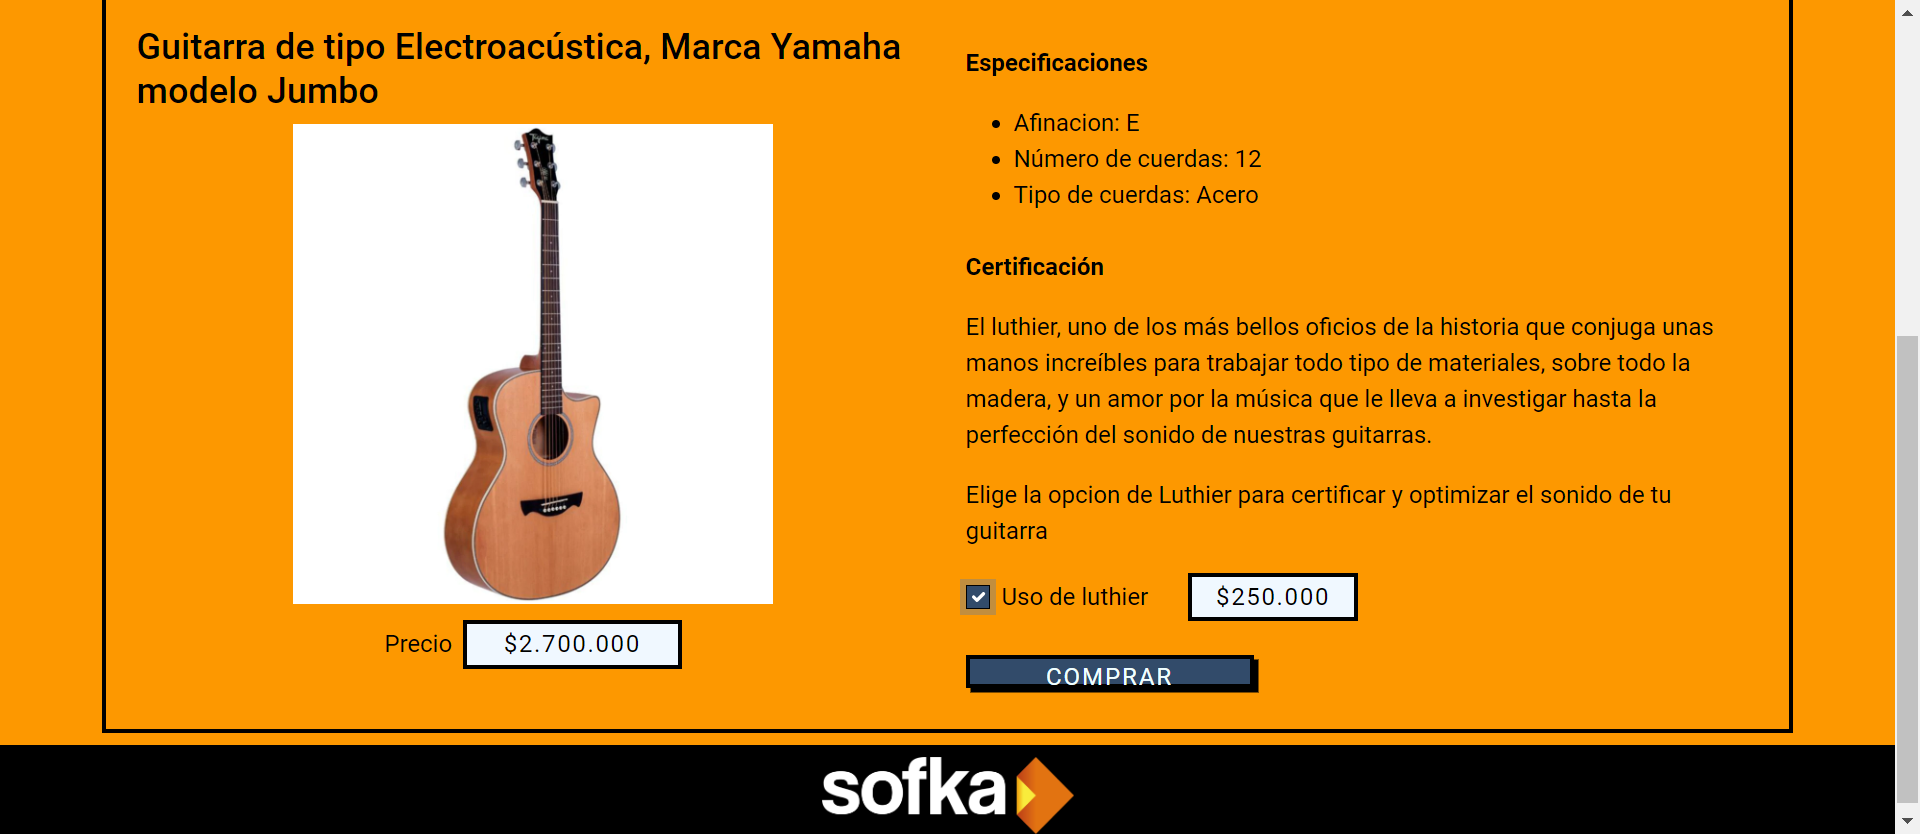 Guitarra de tipo Electroacústica, Marca Yamaha
modelo Jumbo
Precio $2.700.000
Especificaciones
Afinacion: E
Número de cuerdas: 12
Tipo de cuerdas: Acero
Certificación
El luthier, uno de los más bellos oficios de la historia que conjuga unas
manos increíbles para trabajar todo tipo de materiales, sobre todo la
madera, y un amor por la música que le lleva a investigar hasta la
perfección del sonido de nuestras guitarras.
Elige la opcion de Luthier para certificar y optimizar el sonido de tu
guitarra
Uso de luthier $250.000
COMPRAR
sofka